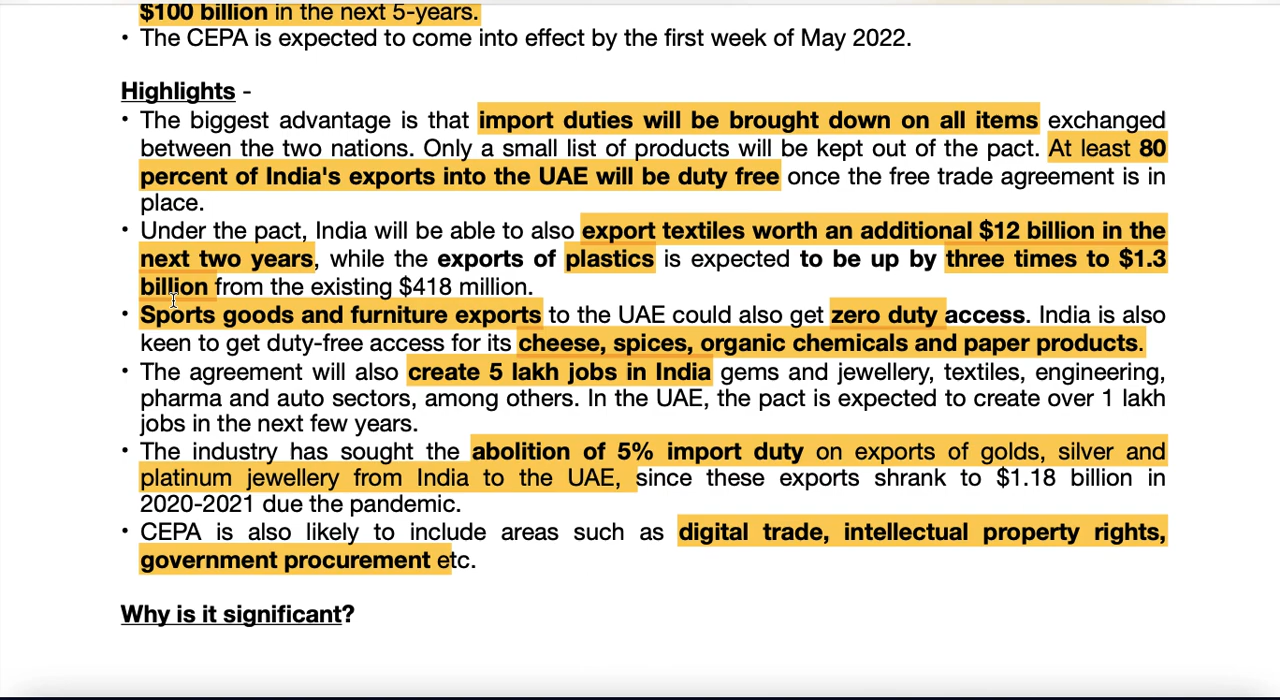 $100 billion in the next 5-years.
• The CEPA is expected to come into effect by the first week of May 2022.
Highlights -
• The biggest advantage is that import duties will be brought down on all items exchanged
between the two nations. Only a small list of products will be kept out of the pact. At least 80
percent of India's exports into the UAE will be duty free once the free trade agreement is in
place.
• Under the pact, India will be able to also export textiles worth an additional $12 billion in the
next two years, while the exports of plastics is expected to be up by three times to $1.3
billion from the existing $418 million.
• Sports goods and furniture exports to the UAE could also get zero duty access. India is also
keen to get duty-free access for its cheese, spices, organic chemicals and paper products.
• The agreement will also create 5 lakh jobs in India gems and jewellery, textiles, engineering,
pharma and auto sectors, among others. In the UAE, the pact is expected to create over 1 lakh
jobs in the next few years.
• The industry has sought the abolition of 5% import duty on exports of golds, silver and
platinum jewellery from India to the UAE, since these exports shrank to $1.18 billion in
2020-2021 due the pandemic.
• CEPA is also likely to include areas such as digital trade, intellectual property rights,
government procurement etc.
Why is it significant?